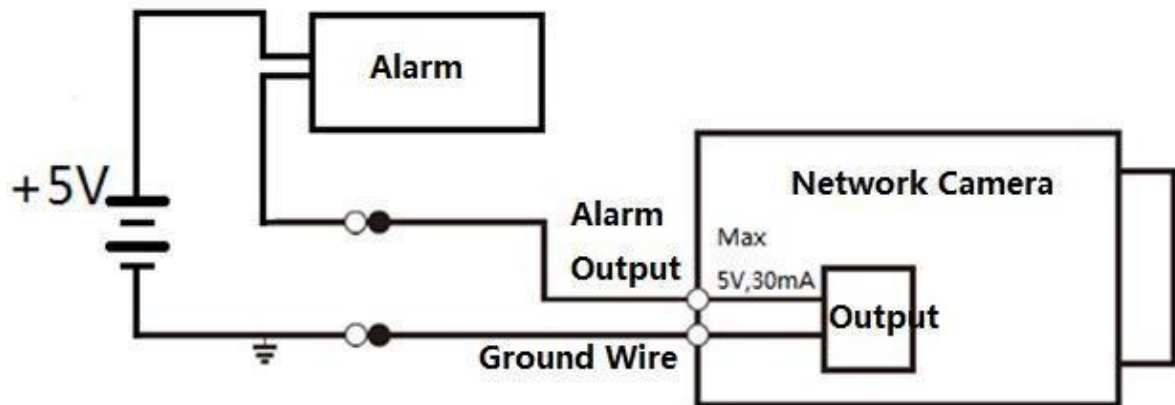 Alarm
+5V
Network Camera
Alarm
Output
Max
5V,30mA
Output
Ground Wire